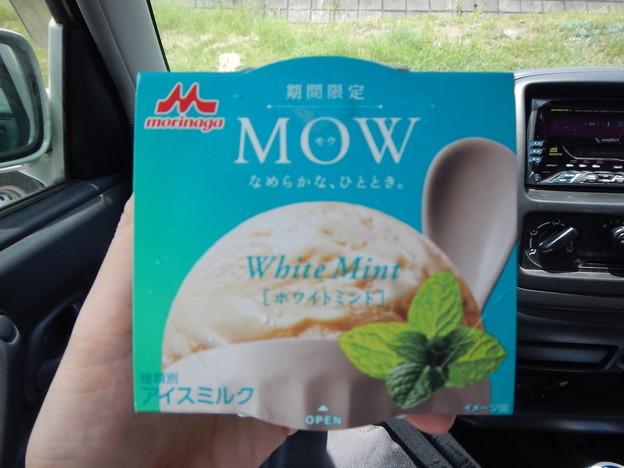 期間限定
morinaga
MOW
モウ
なめらかな、ひととき。
White Mint
[ホワイトミント]
種類別
アイスミルク
イメージ図
OPEN